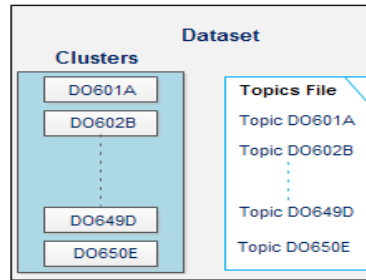 Dataset
Clusters
DO601A
DO602B
DO649D
DO650E
Topics File
Topic DO601A
Topic DO602B
Topic DO649D
Topic DO650E